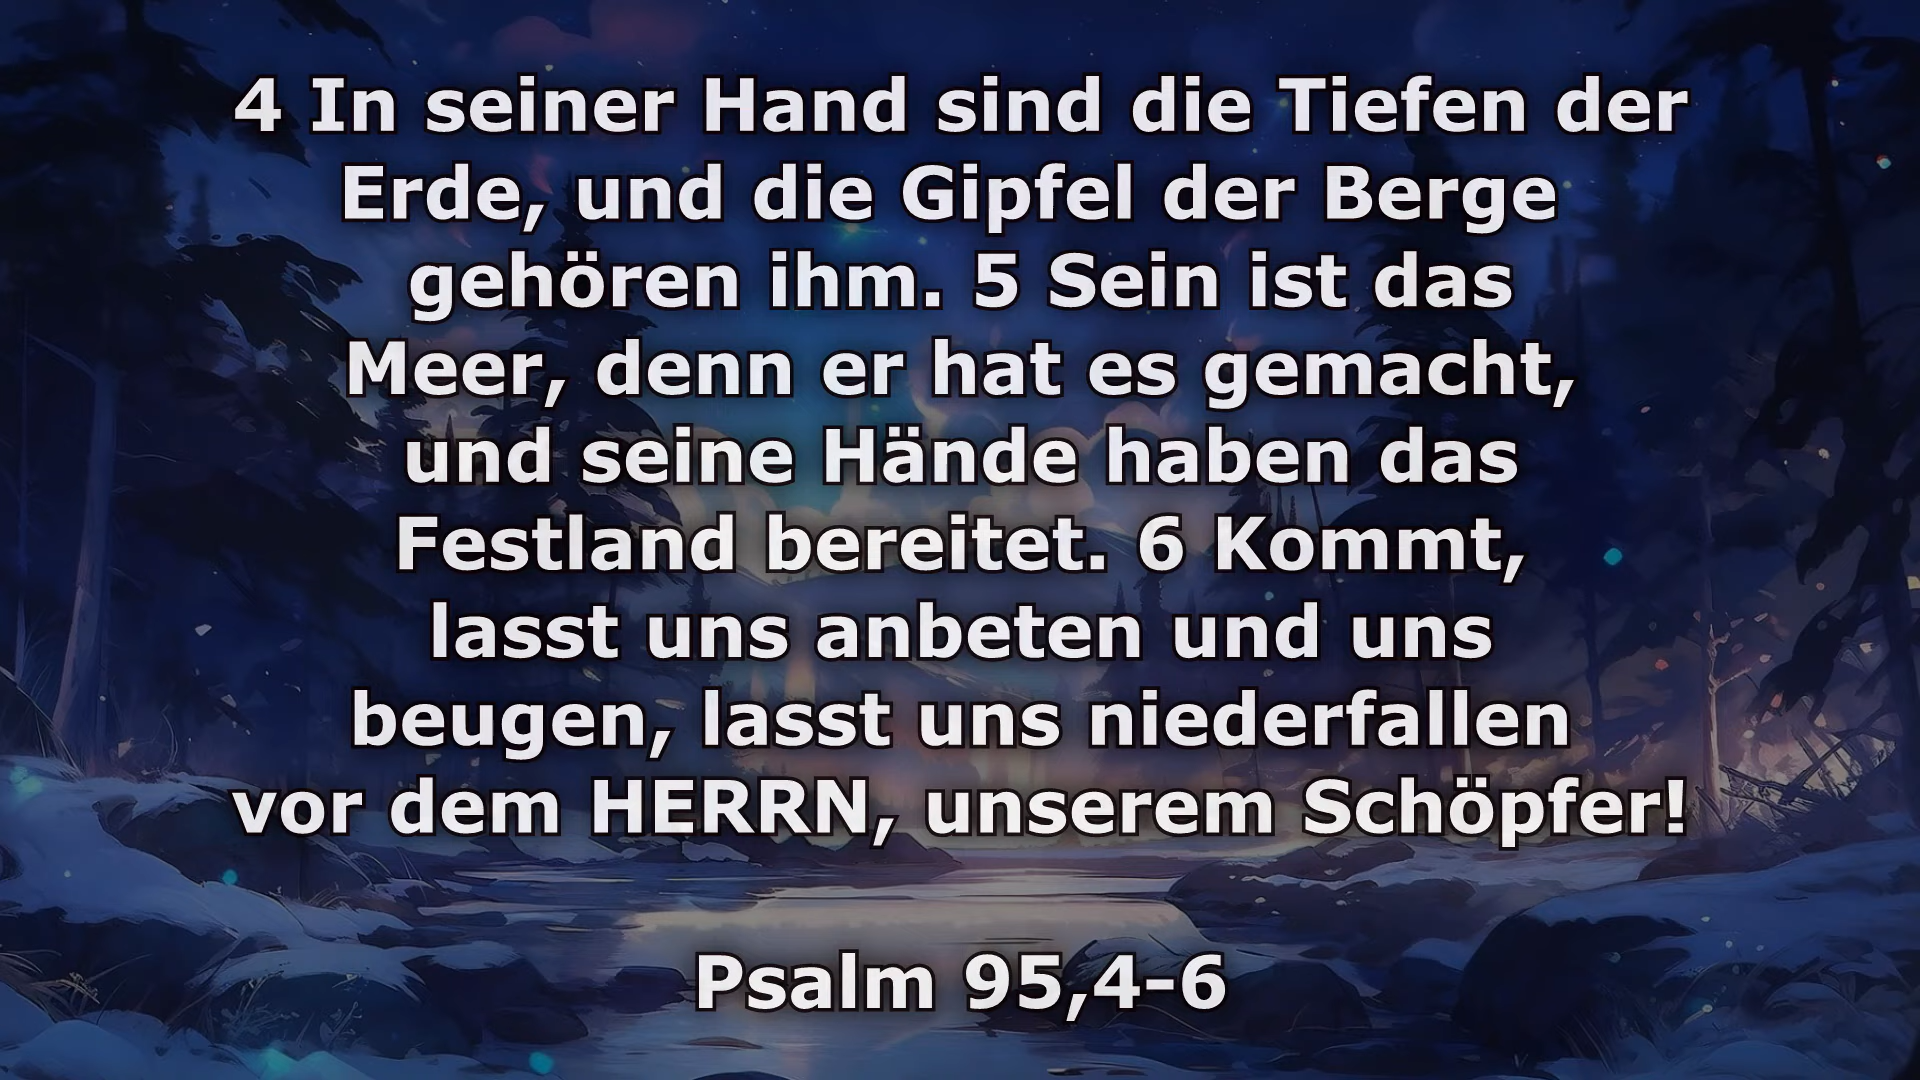 4 In seiner Hand sind die Tiefen der
Erde, und die Gipfel der Berge
gehören ihm. 5 Sein ist das
Meer, denn er hat es gemacht,
und seine Hände haben das
Festland bereitet. 6 Kommt,
lasst uns anbeten und uns
beugen, lasst uns niederfallen
vor dem HERRN, unserem Schöpfer!
Psalm 95,4-6